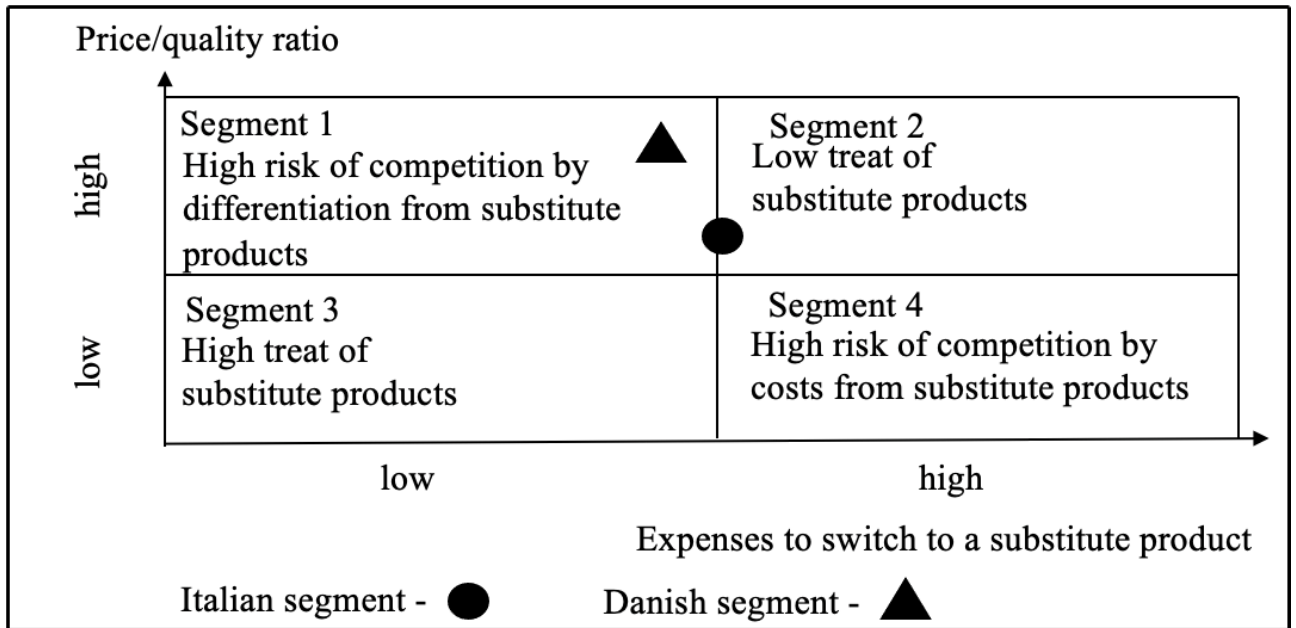 Price/quality ratio
high
Segment 1
High risk of competition by
differentiation from substitute
products
Segment 2
Low treat of
substitute products
low
Segment 3
High treat of
substitute products
Segment 4
High risk of competition by
costs from substitute products
low
high
Expenses to switch to a substitute product
Italian segment -
Danish segment -